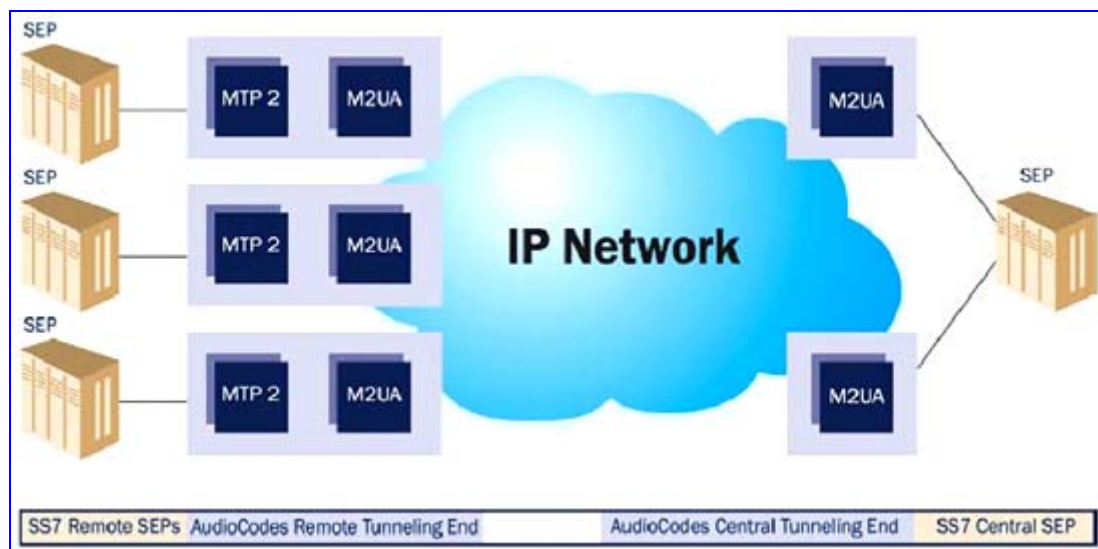 SEP
MTP 2
M2UA
M2UA
SEP
SEP
MTP 2
M2UA
IP Network
SEP
MTP 2
M2UA
M2UA
SS7 Remote SEPs
AudioCodes Remote Tunneling End
AudioCodes Central Tunneling End
SS7 Central SEP